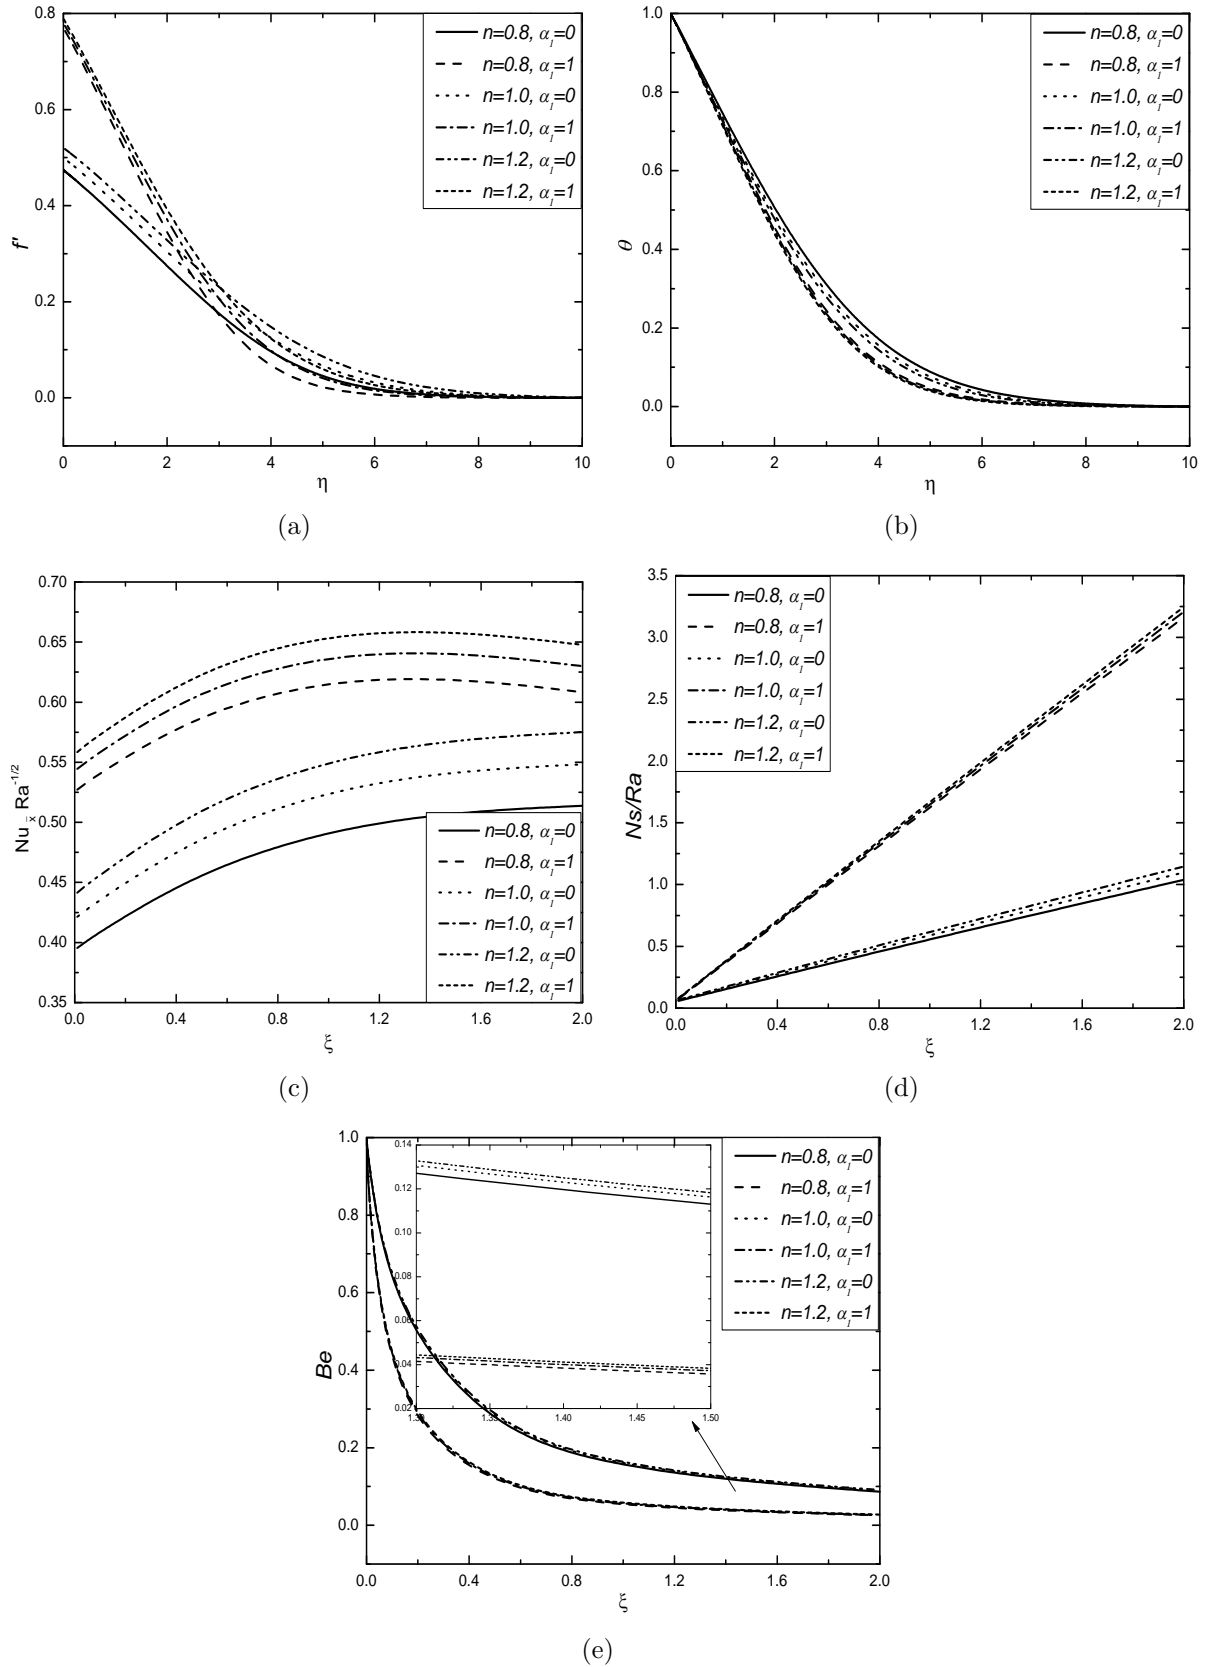 0.8
0.6
0.4
0.2
0.0
f'
0 2 4 6 8 10
η
n=0.8, α₁=0
n=0.8, α₁=1
n=1.0, α₁=0
n=1.0, α₁=1
n=1.2, α₁=0
n=1.2, α₁=1
(a)
1.0
0.8
0.6
0.4
0.2
0.0
θ
0 2 4 6 8 10
η
n=0.8, α₁=0
n=0.8, α₁=1
n=1.0, α₁=0
n=1.0, α₁=1
n=1.2, α₁=0
n=1.2, α₁=1
(b)
0.70
0.65
0.60
0.55
0.50
0.45
0.40
0.35
Nu_x̄ Ra^-1/2
0.0 0.4 0.8 1.2 1.6 2.0
ξ
n=0.8, α₁=0
n=0.8, α₁=1
n=1.0, α₁=0
n=1.0, α₁=1
n=1.2, α₁=0
n=1.2, α₁=1
(c)
3.5
3.0
2.5
2.0
1.5
1.0
0.5
0.0
Ns/Ra
0.0 0.4 0.8 1.2 1.6 2.0
ξ
n=0.8, α₁=0
n=0.8, α₁=1
n=1.0, α₁=0
n=1.0, α₁=1
n=1.2, α₁=0
n=1.2, α₁=1
(d)
1.0
0.8
0.6
0.4
0.2
0.0
Be
0.0 0.4 0.8 1.2 1.6 2.0
ξ
0.14
0.12
0.10
0.08
0.06
0.04
0.02
1.30 1.35 1.40 1.45 1.50
n=0.8, α₁=0
n=0.8, α₁=1
n=1.0, α₁=0
n=1.0, α₁=1
n=1.2, α₁=0
n=1.2, α₁=1
(e)